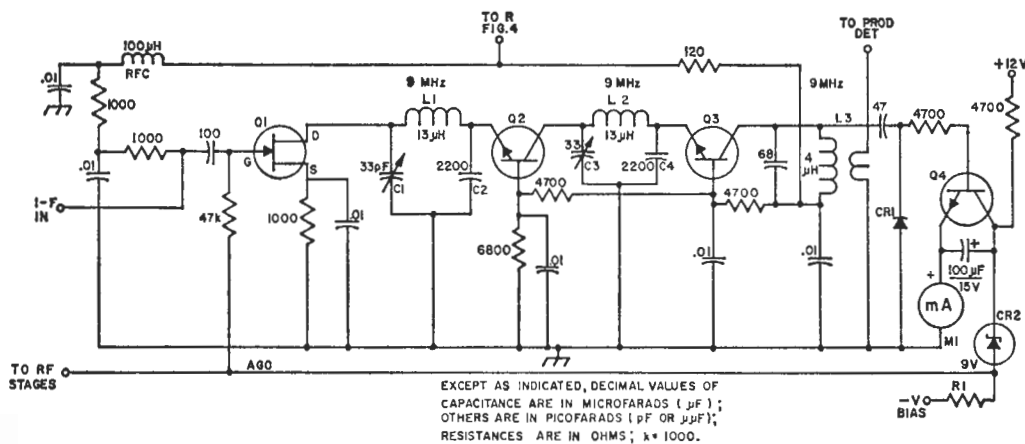 TO R
FIG.4
TO PROD
DET
100µH
RFC
.01
1000
1000
.01
I-F
IN
100
Q1
G
D
S
47k
1000
.01
9 MHz
L1
13µH
33pF
C1
2200
C2
Q2
4700
6800
.01
9 MHz
L2
13µH
33
C3
2200
C4
120
Q3
4700
.01
9 MHz
68
4
µH
L3
.01
47
4700
CR1
+12V
4700
Q4
+
100µF
15V
+
mA
M1
CR2
9V
TO RF
STAGES
AGC
-V
BIAS
R1
EXCEPT AS INDICATED, DECIMAL VALUES OF
CAPACITANCE ARE IN MICROFARADS ( µF ) ;
OTHERS ARE IN PICOFARADS ( pF OR µµF);
RESISTANCES ARE IN OHMS; k = 1000.